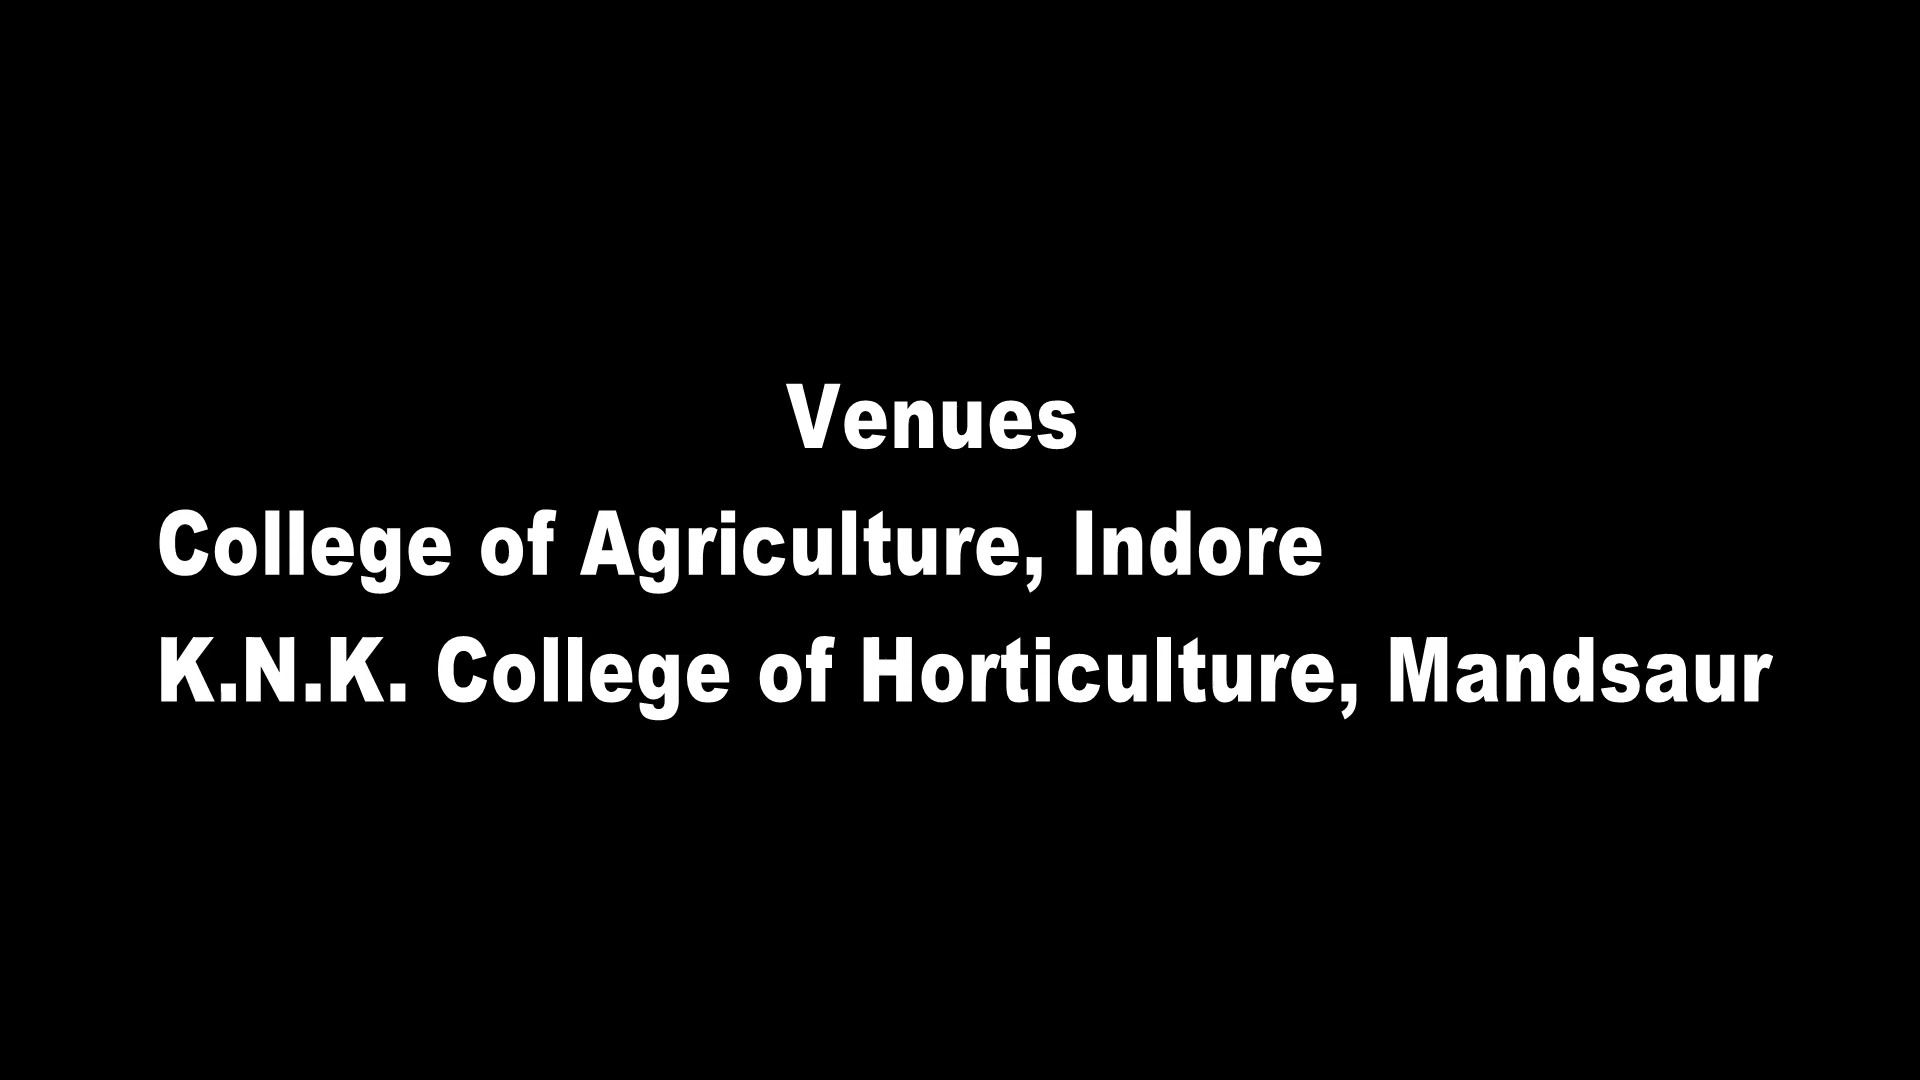 Venues
College of Agriculture, Indore
K.N.K. College of Horticulture, Mandsaur